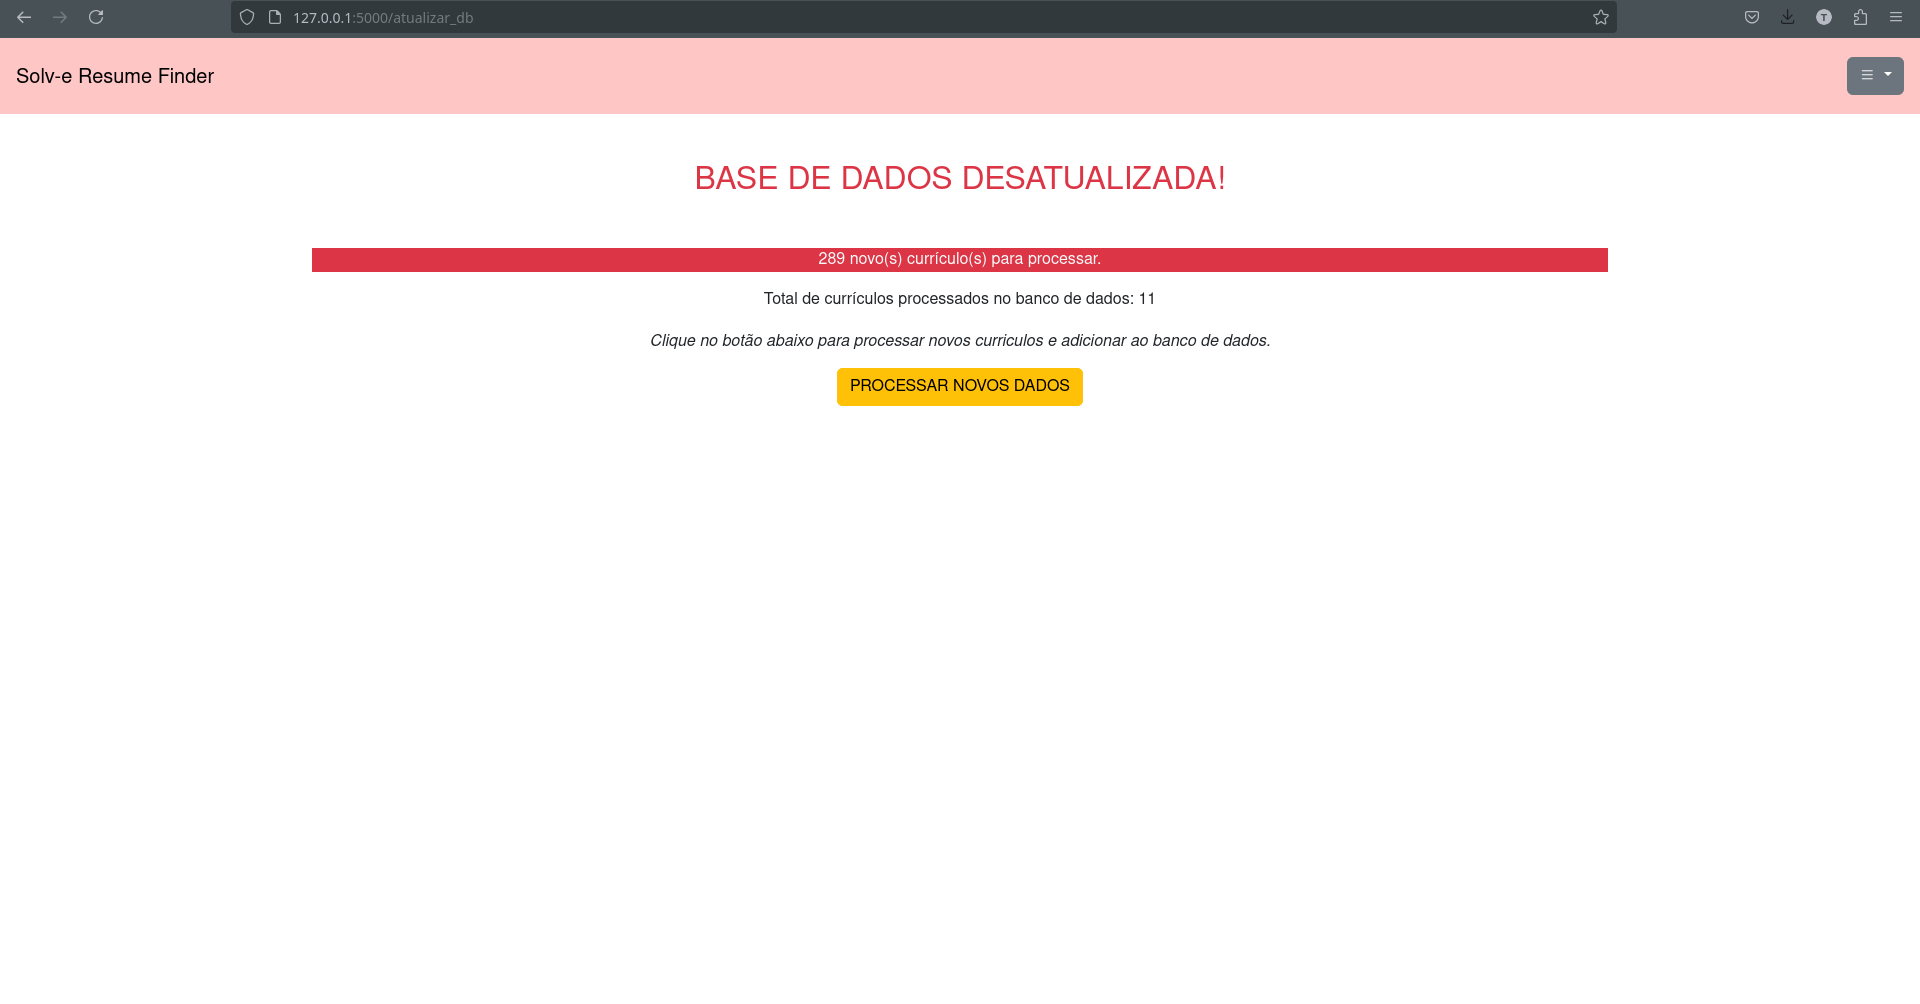 127.0.0.1:5000/atualizar_db
Solv-e Resume Finder
BASE DE DADOS DESATUALIZADA!
289 novo(s) currículo(s) para processar.
Total de currículos processados no banco de dados: 11
Clique no botão abaixo para processar novos curriculos e adicionar ao banco de dados.
PROCESSAR NOVOS DADOS